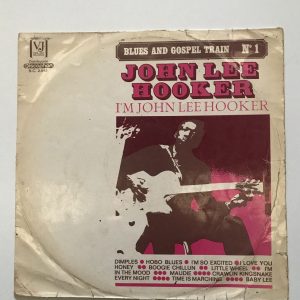 BLUES AND GOSPEL TRAIN N° 1
VJ
JOHN LEE
HOOKER
I'M JOHN LEE HOOKER
DIMPLES HOBO BLUES I'M SO EXCITED I LOVE YOU
HONEY BOOGIE CHILLUN LITTLE WHEEL I'M
IN THE MOOD MAUDIE CRAWLIN KINGSNAKE
EVERY NIGHT TIME IS MARCHING BABY LEE